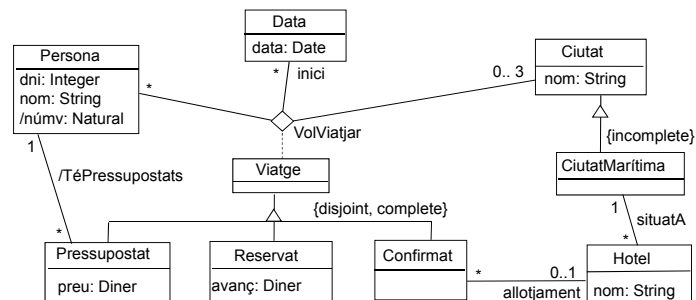 Data
data: Date
Persona
dni: Integer
nom: String
/númv: Natural
*
* inici
0.. 3
Ciutat
nom: String
VolViatjar
{incomplete}
1
/TéPressupostats
Viatge
CiutatMarítima
{disjoint, complete}
1
situatA
*
*
Pressupostat
preu: Diner
Reservat
avanç: Diner
Confirmat
*
0..1
allotjament
Hotel
nom: String